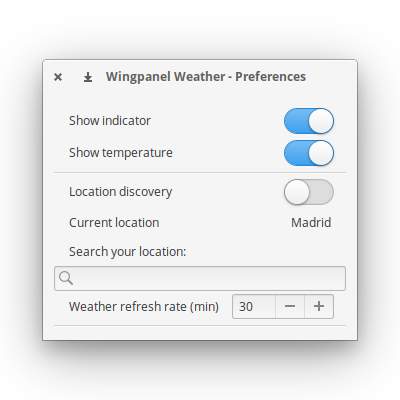 Wingpanel Weather - Preferences
Show indicator
Show temperature
Location discovery
Current location Madrid
Search your location:
Weather refresh rate (min) 30 − +